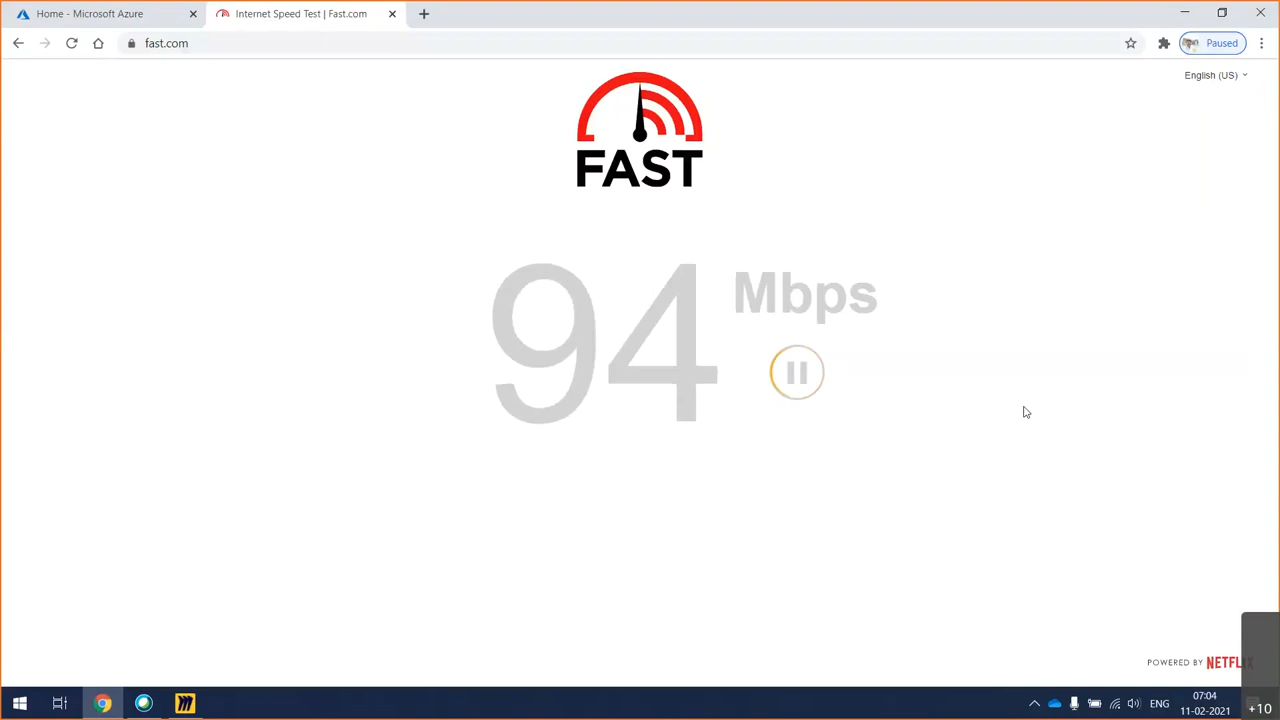 Home - Microsoft Azure
Internet Speed Test | Fast.com
fast.com
Paused
English (US)
FAST
94 Mbps
POWERED BY NETFLIX
ENG
07:04
11-02-2021
+10